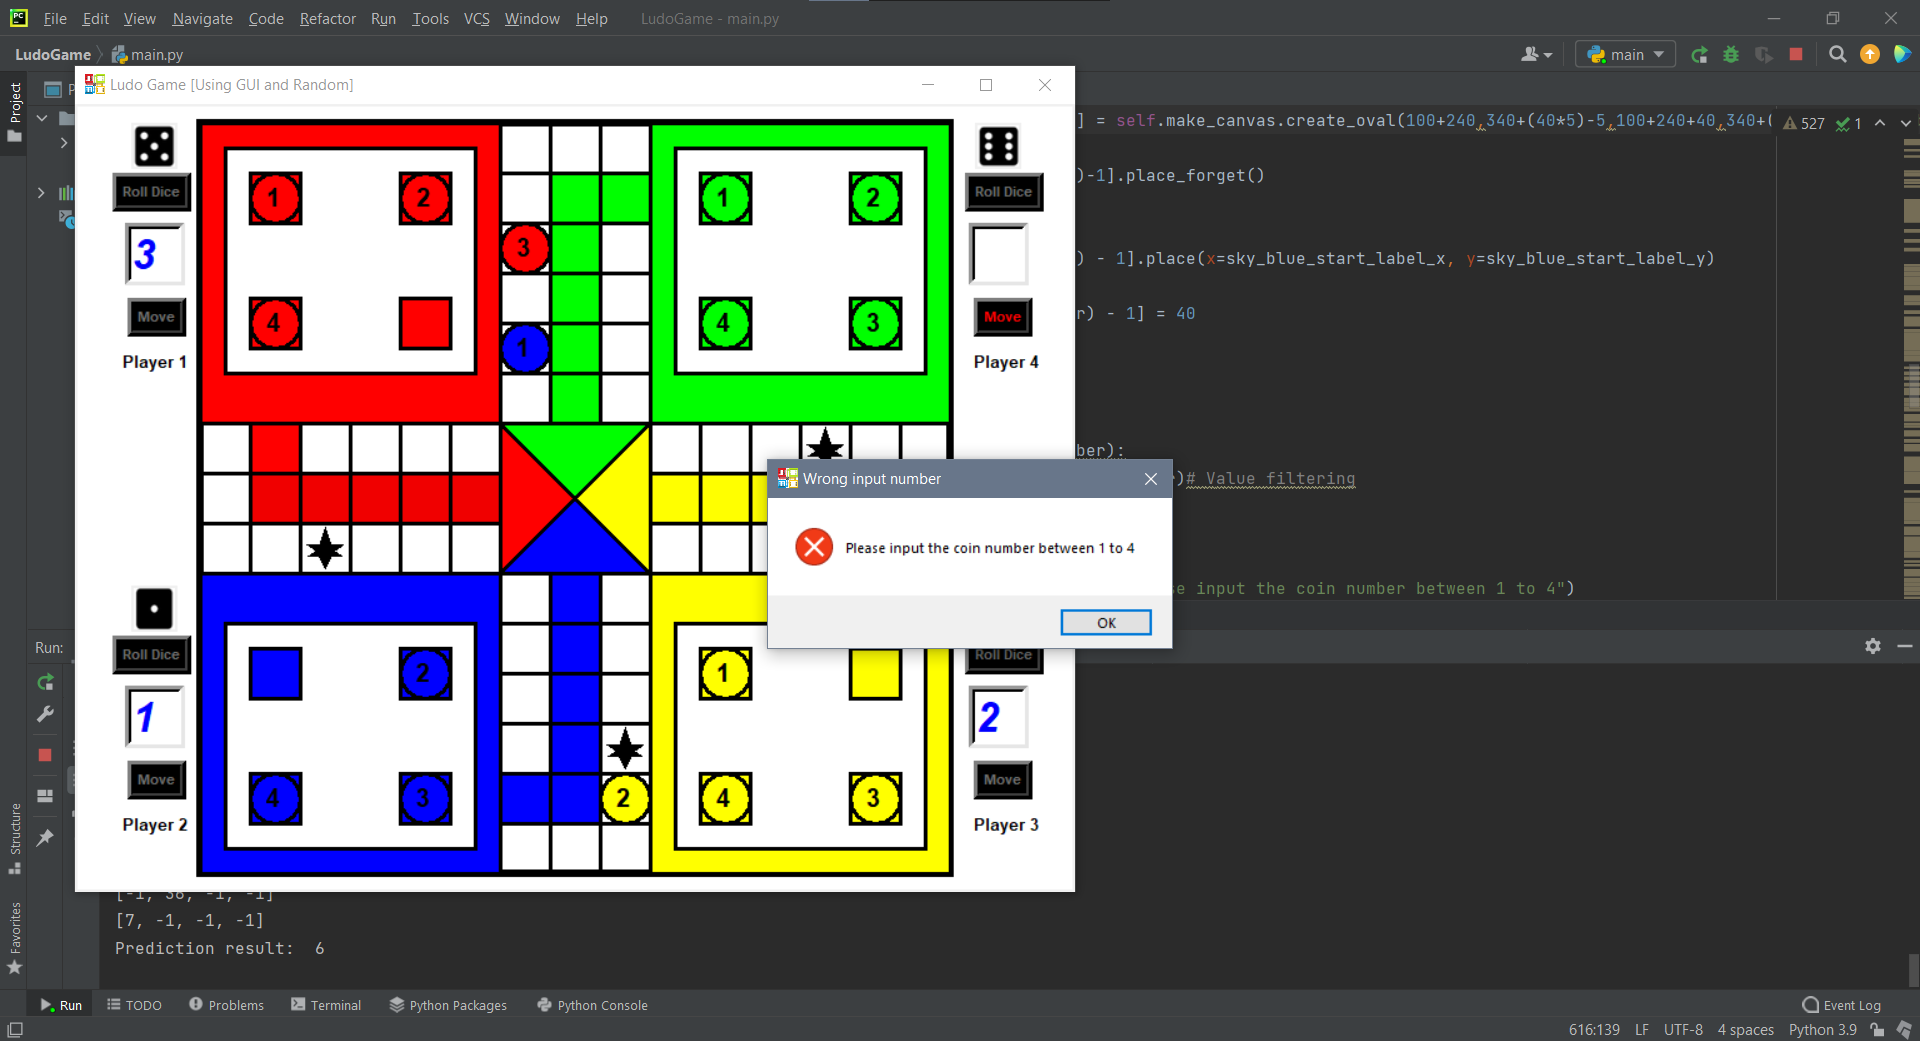 File Edit View Navigate Code Refactor Run Tools VCS Window Help LudoGame - main.py
LudoGame main.py
main
Project
Ludo Game [Using GUI and Random]
] = self.make_canvas.create_oval(100+240,340+(40*5)-5,100+240+40,340+(
527 1
)-1].place_forget()
) - 1].place(x=sky_blue_start_label_x, y=sky_blue_start_label_y)
r) - 1] = 40
ber):
)# Value filtering
se input the coin number between 1 to 4")
Roll Dice
3
Move
Player 1
1 2
4
3
1
1 2
4 3
Roll Dice
Move
Player 4
Wrong input number
Please input the coin number between 1 to 4
OK
Roll Dice
1
Move
Player 2
2
4 3
2
1
4 3
Roll Dice
2
Move
Player 3
Run:
Structure
Favorites
[-1, 38, -1, -1]
[7, -1, -1, -1]
Prediction result: 6
Run TODO Problems Terminal Python Packages Python Console Event Log
616:139 LF UTF-8 4 spaces Python 3.9